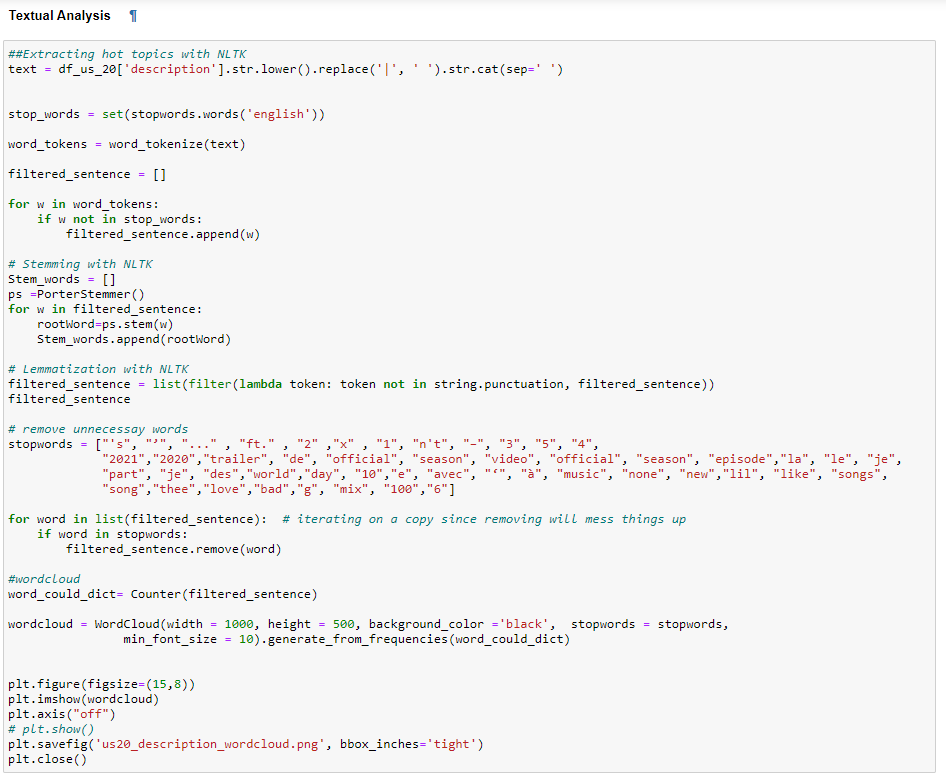 Textual Analysis ¶
##Extracting hot topics with NLTK
text = df_us_20['description'].str.lower().replace('|', ' ').str.cat(sep=' ')
stop_words = set(stopwords.words('english'))
word_tokens = word_tokenize(text)
filtered_sentence = []
for w in word_tokens:
    if w not in stop_words:
        filtered_sentence.append(w)
# Stemming with NLTK
Stem_words = []
ps =PorterStemmer()
for w in filtered_sentence:
    rootWord=ps.stem(w)
    Stem_words.append(rootWord)
# Lemmatization with NLTK
filtered_sentence = list(filter(lambda token: token not in string.punctuation, filtered_sentence))
filtered_sentence
# remove unnecessay words
stopwords = ["'s", "’", "..." , "ft." , "2" ,"x" , "1", "n't", "–", "3", "5", "4",
             "2021","2020","trailer", "de", "official", "season", "video", "official", "season", "episode","la", "le", "je",
             "part", "je", "des","world","day", "10","e", "avec", "‘", "à", "music", "none", "new","lil", "like", "songs",
             "song","thee","love","bad","g", "mix", "100","6"]
for word in list(filtered_sentence):  # iterating on a copy since removing will mess things up
    if word in stopwords:
        filtered_sentence.remove(word)
#wordcloud
word_could_dict= Counter(filtered_sentence)
wordcloud = WordCloud(width = 1000, height = 500, background_color ='black',  stopwords = stopwords,
                min_font_size = 10).generate_from_frequencies(word_could_dict)
plt.figure(figsize=(15,8))
plt.imshow(wordcloud)
plt.axis("off")
# plt.show()
plt.savefig('us20_description_wordcloud.png', bbox_inches='tight')
plt.close()